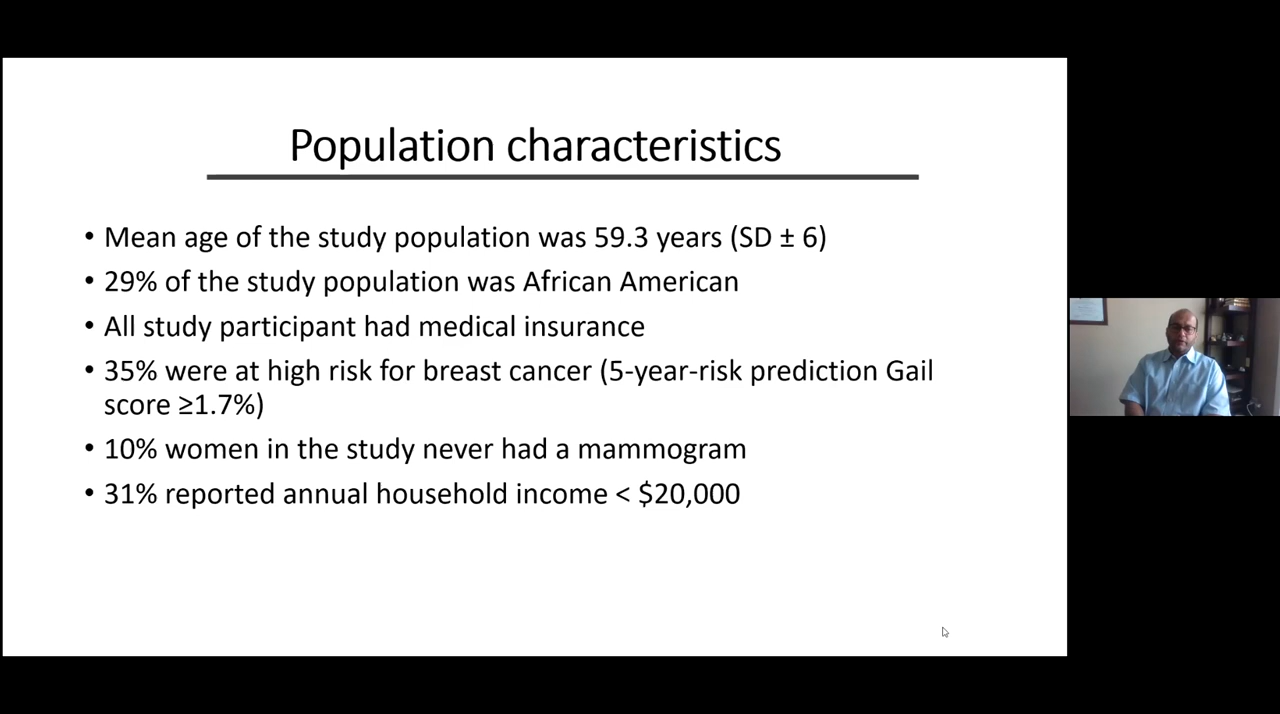 Population characteristics
• Mean age of the study population was 59.3 years (SD ± 6)
• 29% of the study population was African American
• All study participant had medical insurance
• 35% were at high risk for breast cancer (5-year-risk prediction Gail
score ≥1.7%)
• 10% women in the study never had a mammogram
• 31% reported annual household income < $20,000